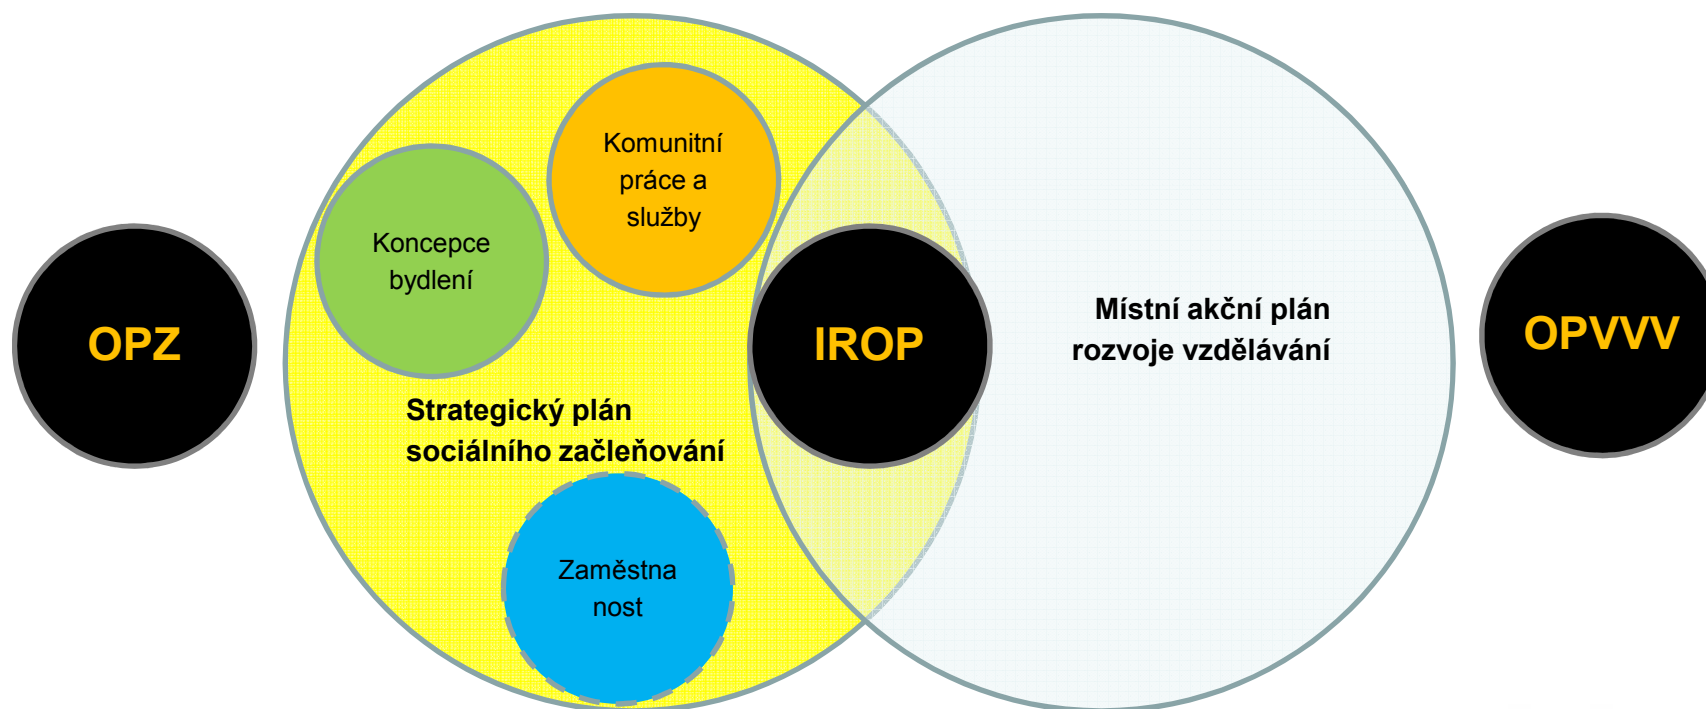 Komunitní
práce a
služby
Koncepce
bydlení
OPZ
IROP
Místní akční plán
rozvoje vzdělávání
OPVVV
Strategický plán
sociálního začleňování
Zaměstna
nost